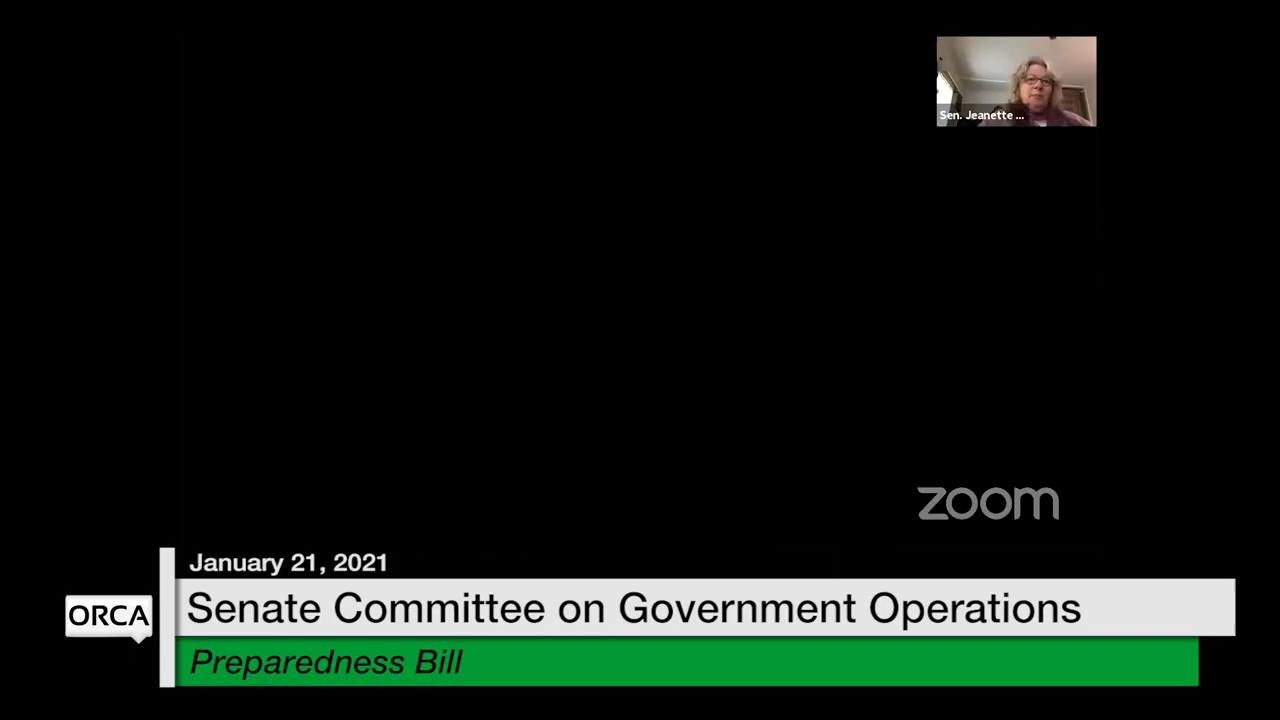 Sen. Jeanette ...
zoom
January 21, 2021
Senate Committee on Government Operations
ORCA
Preparedness Bill